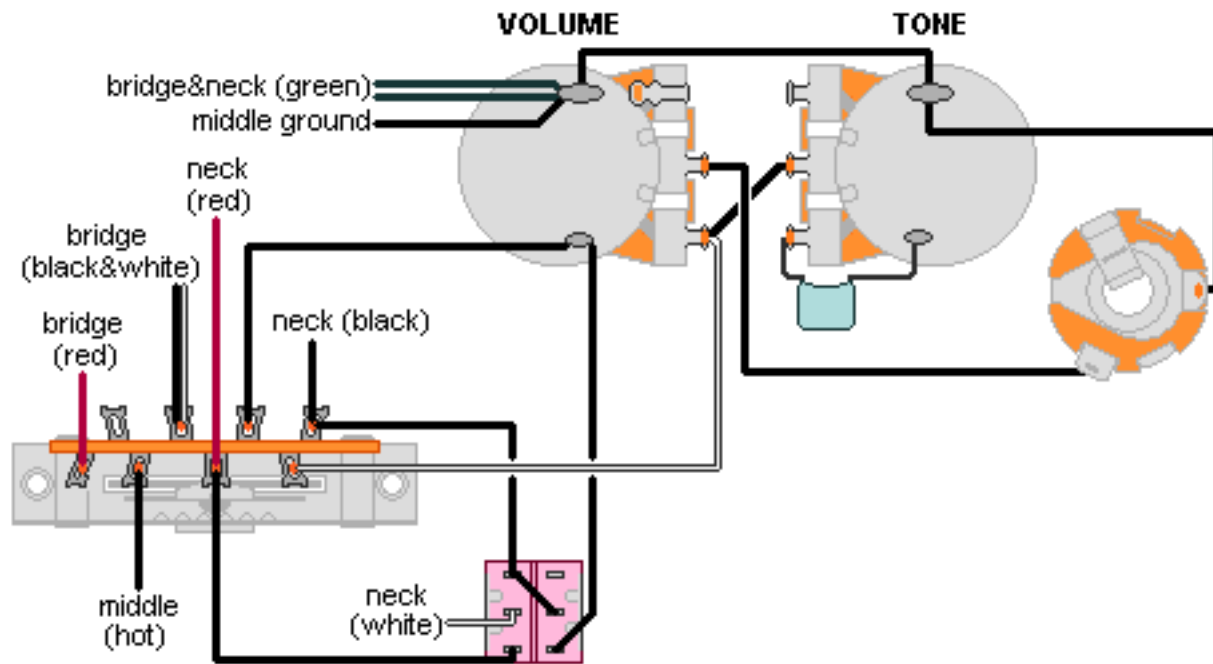 VOLUME
TONE
bridge&neck (green)
middle ground
neck
(red)
bridge
(black&white)
bridge
(red)
neck (black)
middle
(hot)
neck
(white)